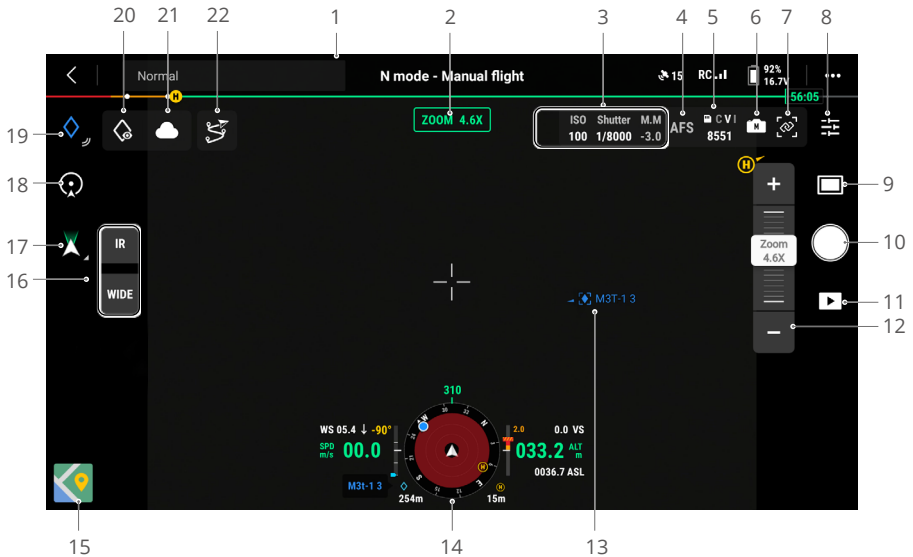 20 21 22 1 2 3 4 5 6 7 8
Normal
N mode - Manual flight
15
RC
92%
16.7V
H
56:05
ZOOM 4.6X
ISO Shutter M.M
100 1/8000 -3.0
AFS
C V I
8551
M
19
18
17
16
IR
WIDE
H
+
Zoom
4.6X
−
9
10
11
12
M3T-1 3
310
WS 05.4 ↓ -90°
SPD
m/s
00.0
W
N
E
S
H
2.0
0.0 VS
033.2 ALT
m
0036.7 ASL
M3t-1 3
254m
H
15m
15 14 13